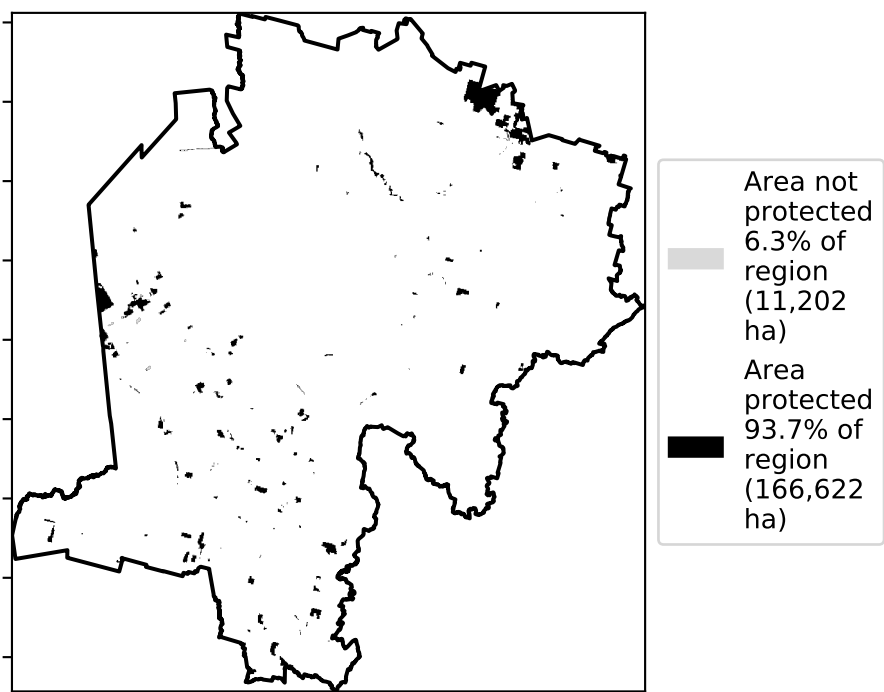 Area not
protected
6.3% of
region
(11,202
ha)
Area
protected
93.7% of
region
(166,622
ha)